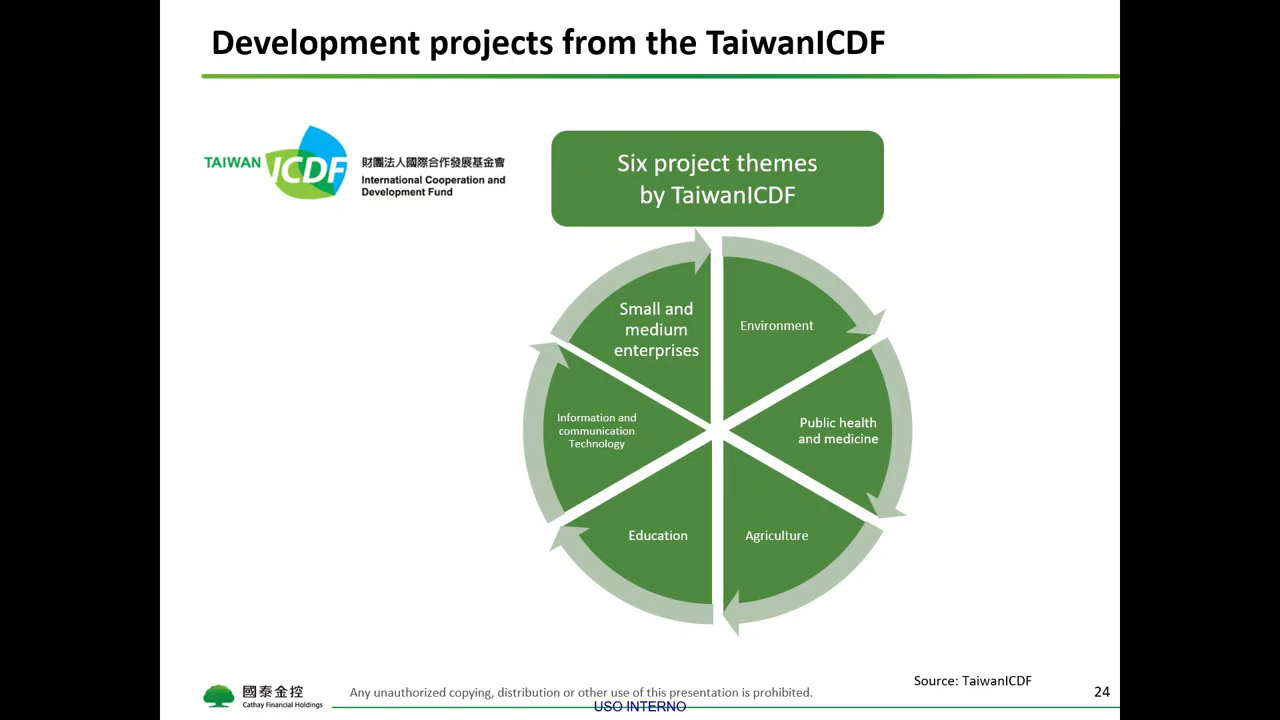 Development projects from the TaiwanICDF
TAIWAN ICDF
財團法人國際合作發展基金會
International Cooperation and
Development Fund
Six project themes
by TaiwanICDF
Small and
medium
enterprises
Environment
Information and
communication
Technology
Public health
and medicine
Education
Agriculture
Source: TaiwanICDF
國泰金控
Cathay Financial Holdings
Any unauthorized copying, distribution or other use of this presentation is prohibited.
24
USO INTERNO